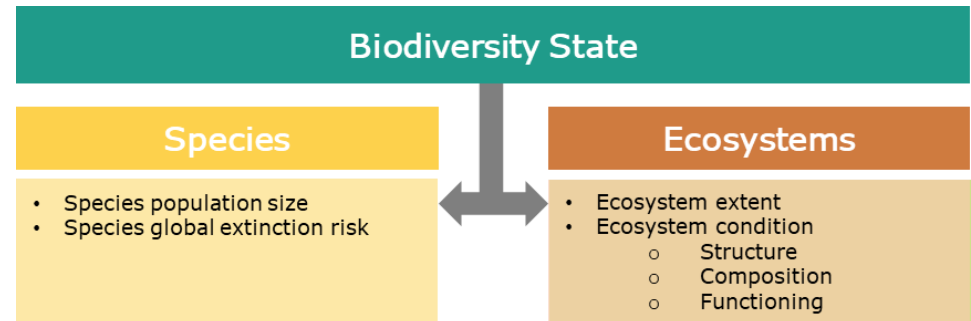 Biodiversity State
Species
• Species population size
• Species global extinction risk
Ecosystems
• Ecosystem extent
• Ecosystem condition
o Structure
o Composition
o Functioning